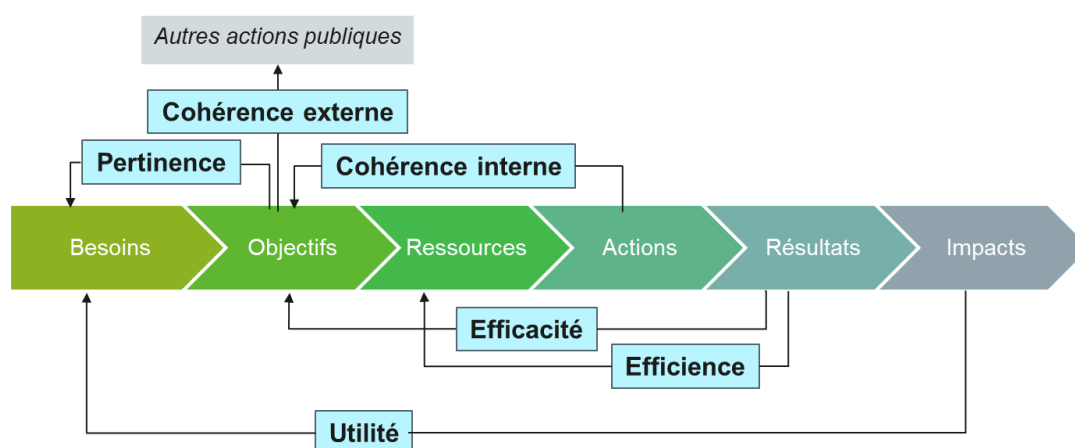 Autres actions publiques
Cohérence externe
Pertinence
Cohérence interne
Besoins
Objectifs
Ressources
Actions
Résultats
Impacts
Efficacité
Efficience
Utilité